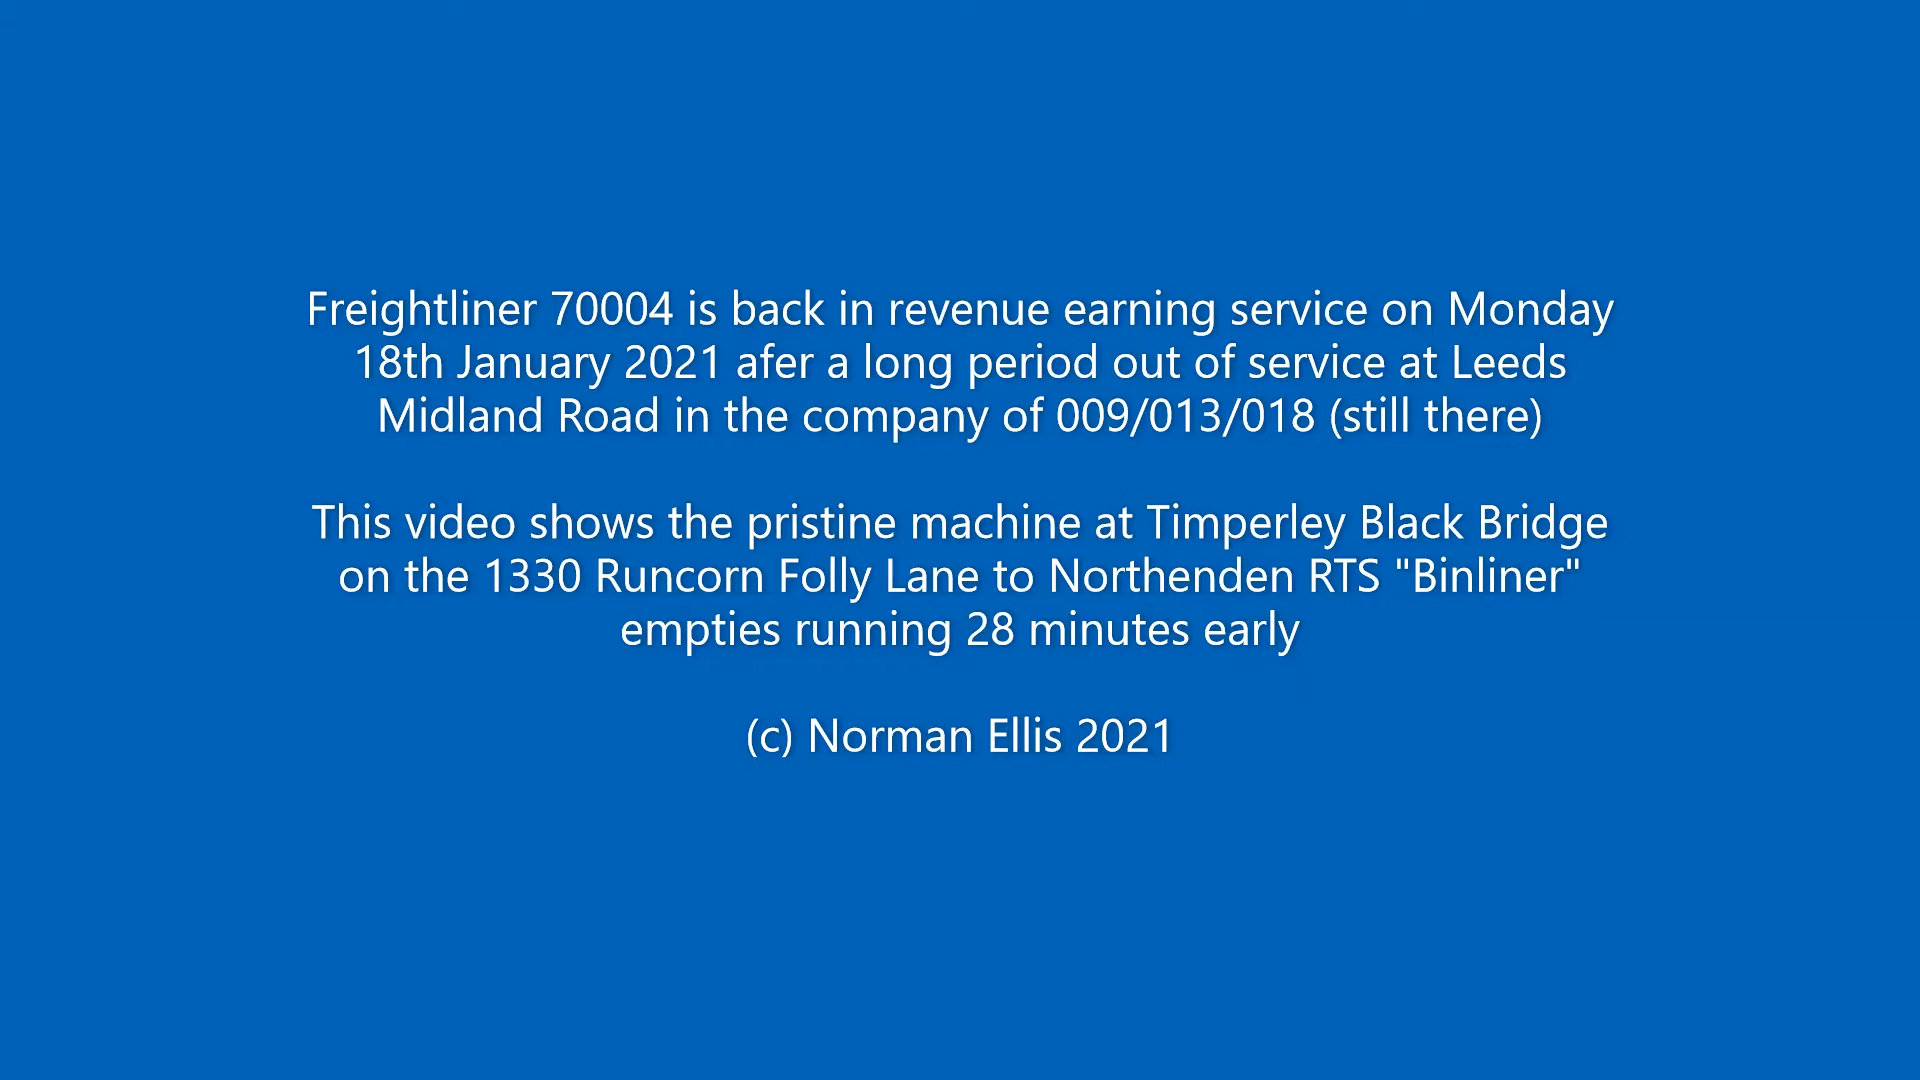 Freightliner 70004 is back in revenue earning service on Monday
18th January 2021 afer a long period out of service at Leeds
Midland Road in the company of 009/013/018 (still there)
This video shows the pristine machine at Timperley Black Bridge
on the 1330 Runcorn Folly Lane to Northenden RTS "Binliner"
empties running 28 minutes early
(c) Norman Ellis 2021